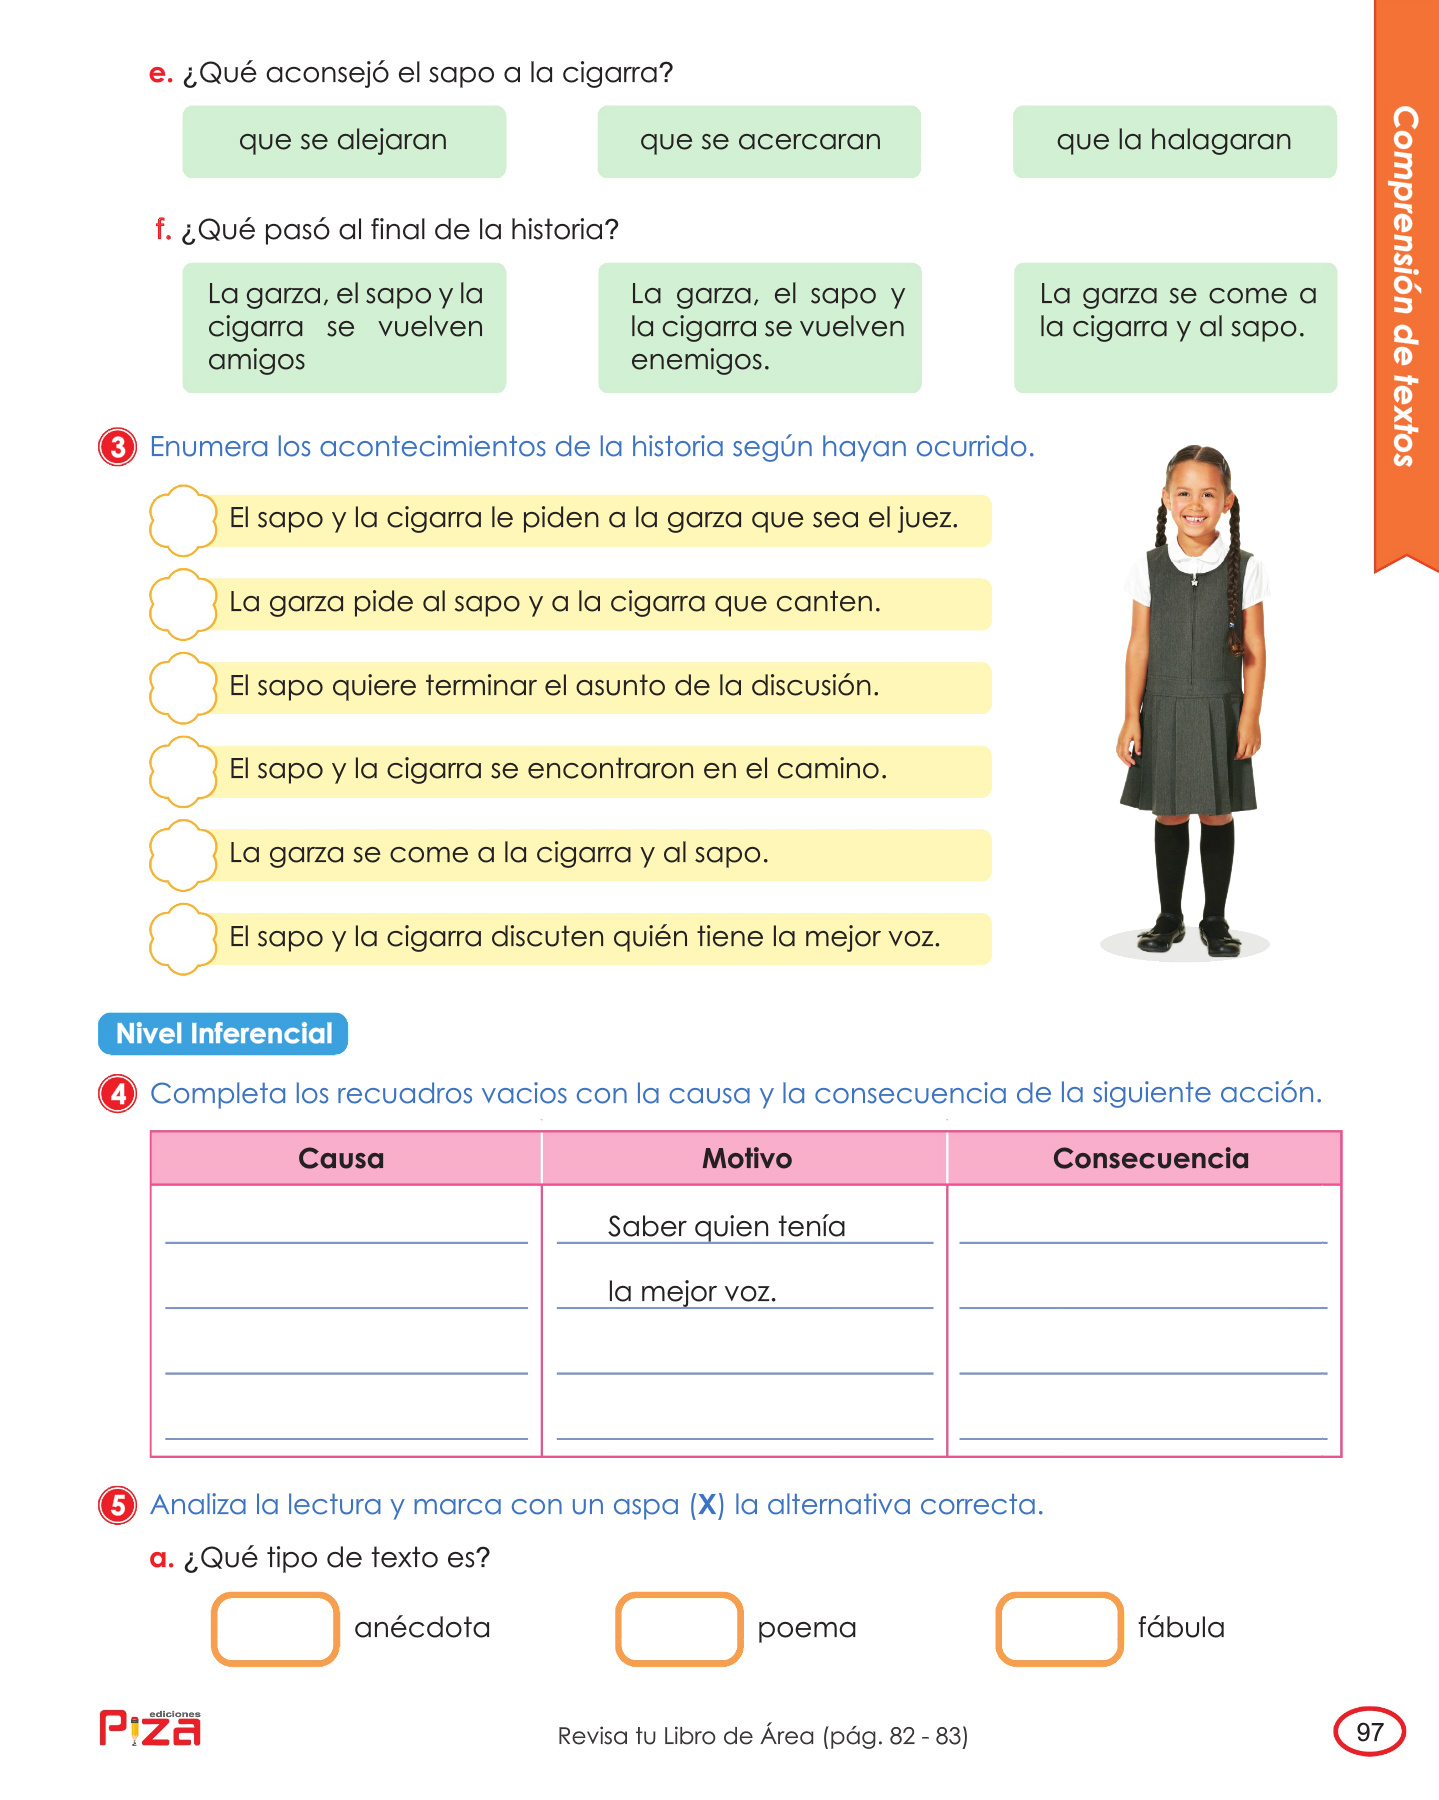 e. ¿Qué aconsejó el sapo a la cigarra?
que se alejaran
que se acercaran
que la halagaran
f. ¿Qué pasó al final de la historia?
La garza, el sapo y la
cigarra se vuelven
amigos
La garza, el sapo y
la cigarra se vuelven
enemigos.
La garza se come a
la cigarra y al sapo.
Comprensión de textos
3 Enumera los acontecimientos de la historia según hayan ocurrido.
El sapo y la cigarra le piden a la garza que sea el juez.
La garza pide al sapo y a la cigarra que canten.
El sapo quiere terminar el asunto de la discusión.
El sapo y la cigarra se encontraron en el camino.
La garza se come a la cigarra y al sapo.
El sapo y la cigarra discuten quién tiene la mejor voz.
Nivel Inferencial
4 Completa los recuadros vacios con la causa y la consecuencia de la siguiente acción.
Causa
Motivo
Consecuencia
Saber quien tenía
la mejor voz.
5 Analiza la lectura y marca con un aspa (X) la alternativa correcta.
a. ¿Qué tipo de texto es?
anécdota
poema
fábula
ediciones
Piza
Revisa tu Libro de Área (pág. 82 - 83)
97